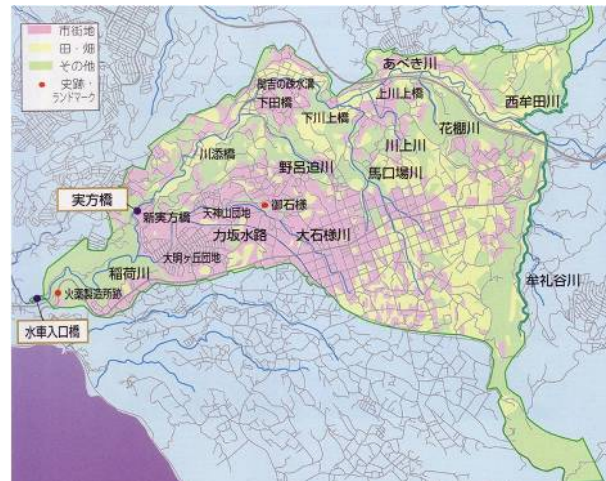 市街地
田・畑
その他
史跡・
ランドマーク
あべき川
樋吉の疎水溝
下田橋
上川上橋
西牟田川
下川上橋
花棚川
川添橋
川上川
野呂迫川
馬口場川
実方橋
新実方橋
天神山団地
御石様
力坂水路
大石様川
稲荷川
大明ヶ丘団地
牟礼谷川
火薬製造所跡
水車入口橋